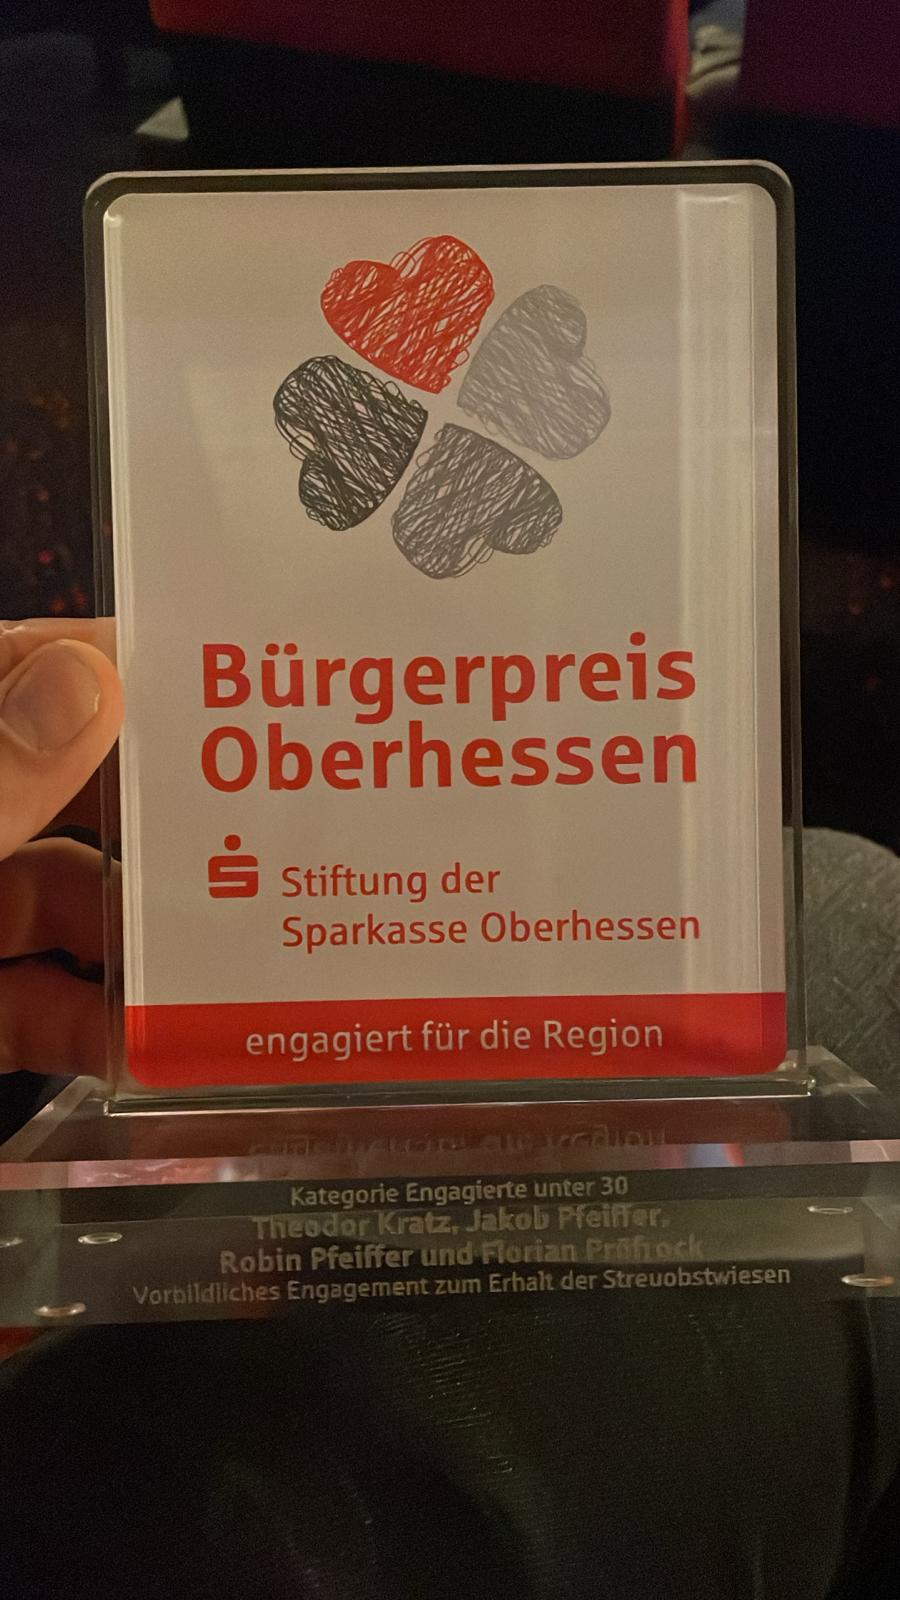 Bürgerpreis
Oberhessen
Stiftung der
Sparkasse Oberhessen
engagiert für die Region
Kategorie Engagierte unter 30
Theodor Kratz, Jakob Pfeiffer,
Robin Pfeiffer und Florian
Vorbildliches Engagement zum Erhalt der Streuobstwiesen